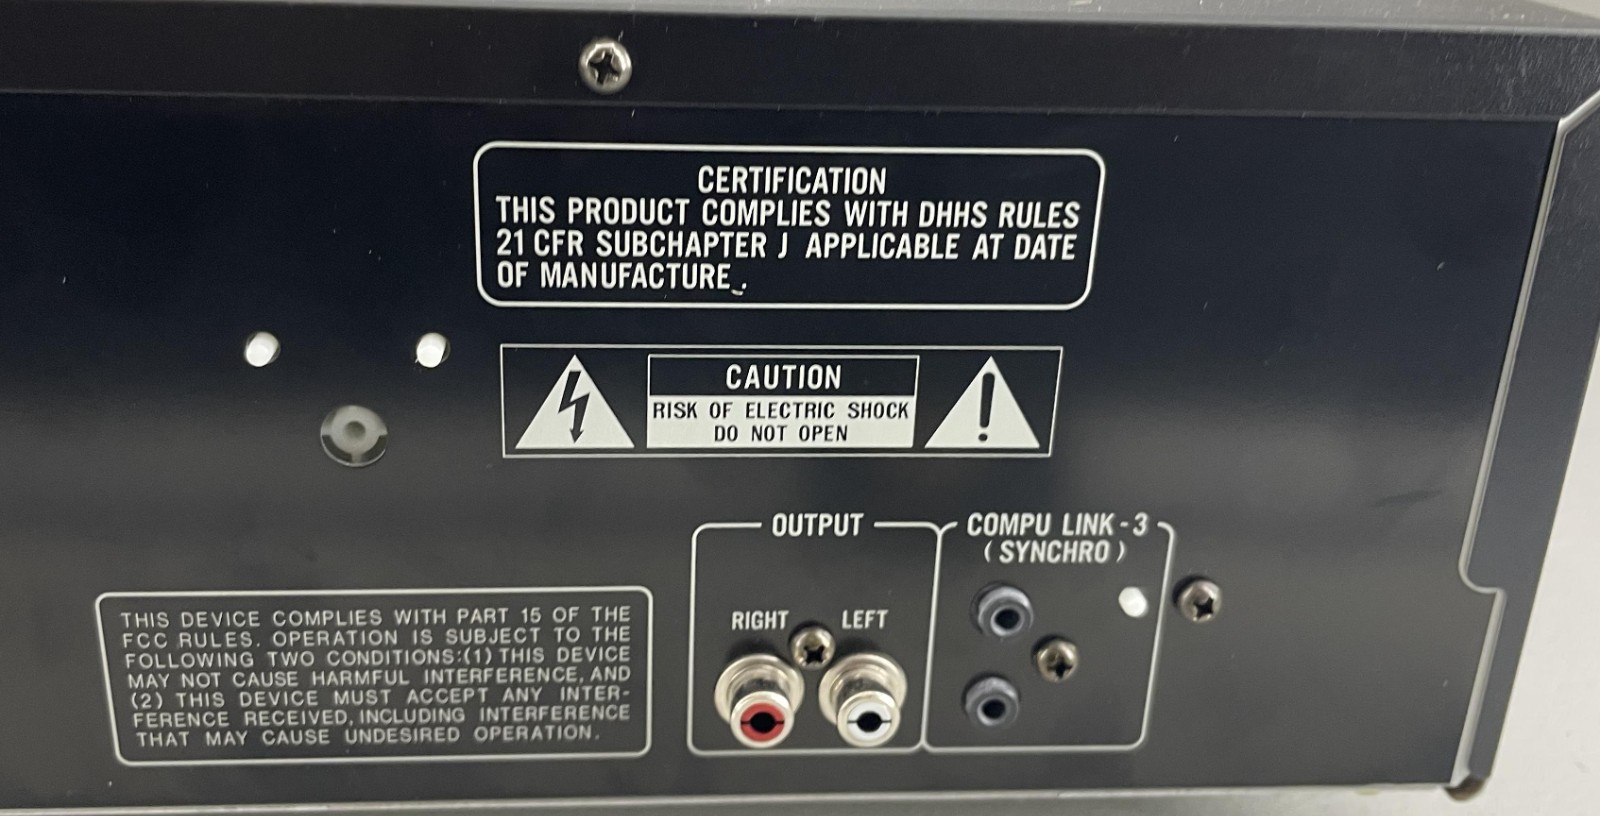 CERTIFICATION
THIS PRODUCT COMPLIES WITH DHHS RULES
21 CFR SUBCHAPTER J APPLICABLE AT DATE
OF MANUFACTURE.
CAUTION
RISK OF ELECTRIC SHOCK
DO NOT OPEN
OUTPUT
RIGHT LEFT
COMPU LINK-3
(SYNCHRO)
THIS DEVICE COMPLIES WITH PART 15 OF THE
FCC RULES. OPERATION IS SUBJECT TO THE
FOLLOWING TWO CONDITIONS:(1) THIS DEVICE
MAY NOT CAUSE HARMFUL INTERFERENCE, AND
(2) THIS DEVICE MUST ACCEPT ANY INTER-
FERENCE RECEIVED, INCLUDING INTERFERENCE
THAT MAY CAUSE UNDESIRED OPERATION.